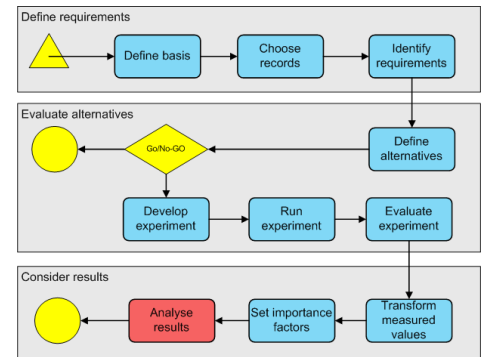 Define requirements
Define basis
Choose
records
Identify
requirements
Evaluate alternatives
Go/No-GO
Define
alternatives
Develop
experiment
Run
experiment
Evaluate
experiment
Consider results
Analyse
results
Set importance
factors
Transform
measured
values